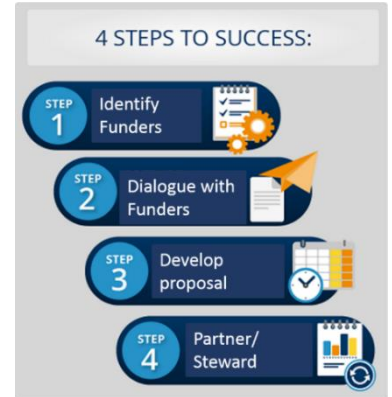 4 STEPS TO SUCCESS:
STEP
1
Identify
Funders
STEP
2
Dialogue with
Funders
STEP
3
Develop
proposal
STEP
4
Partner/
Steward